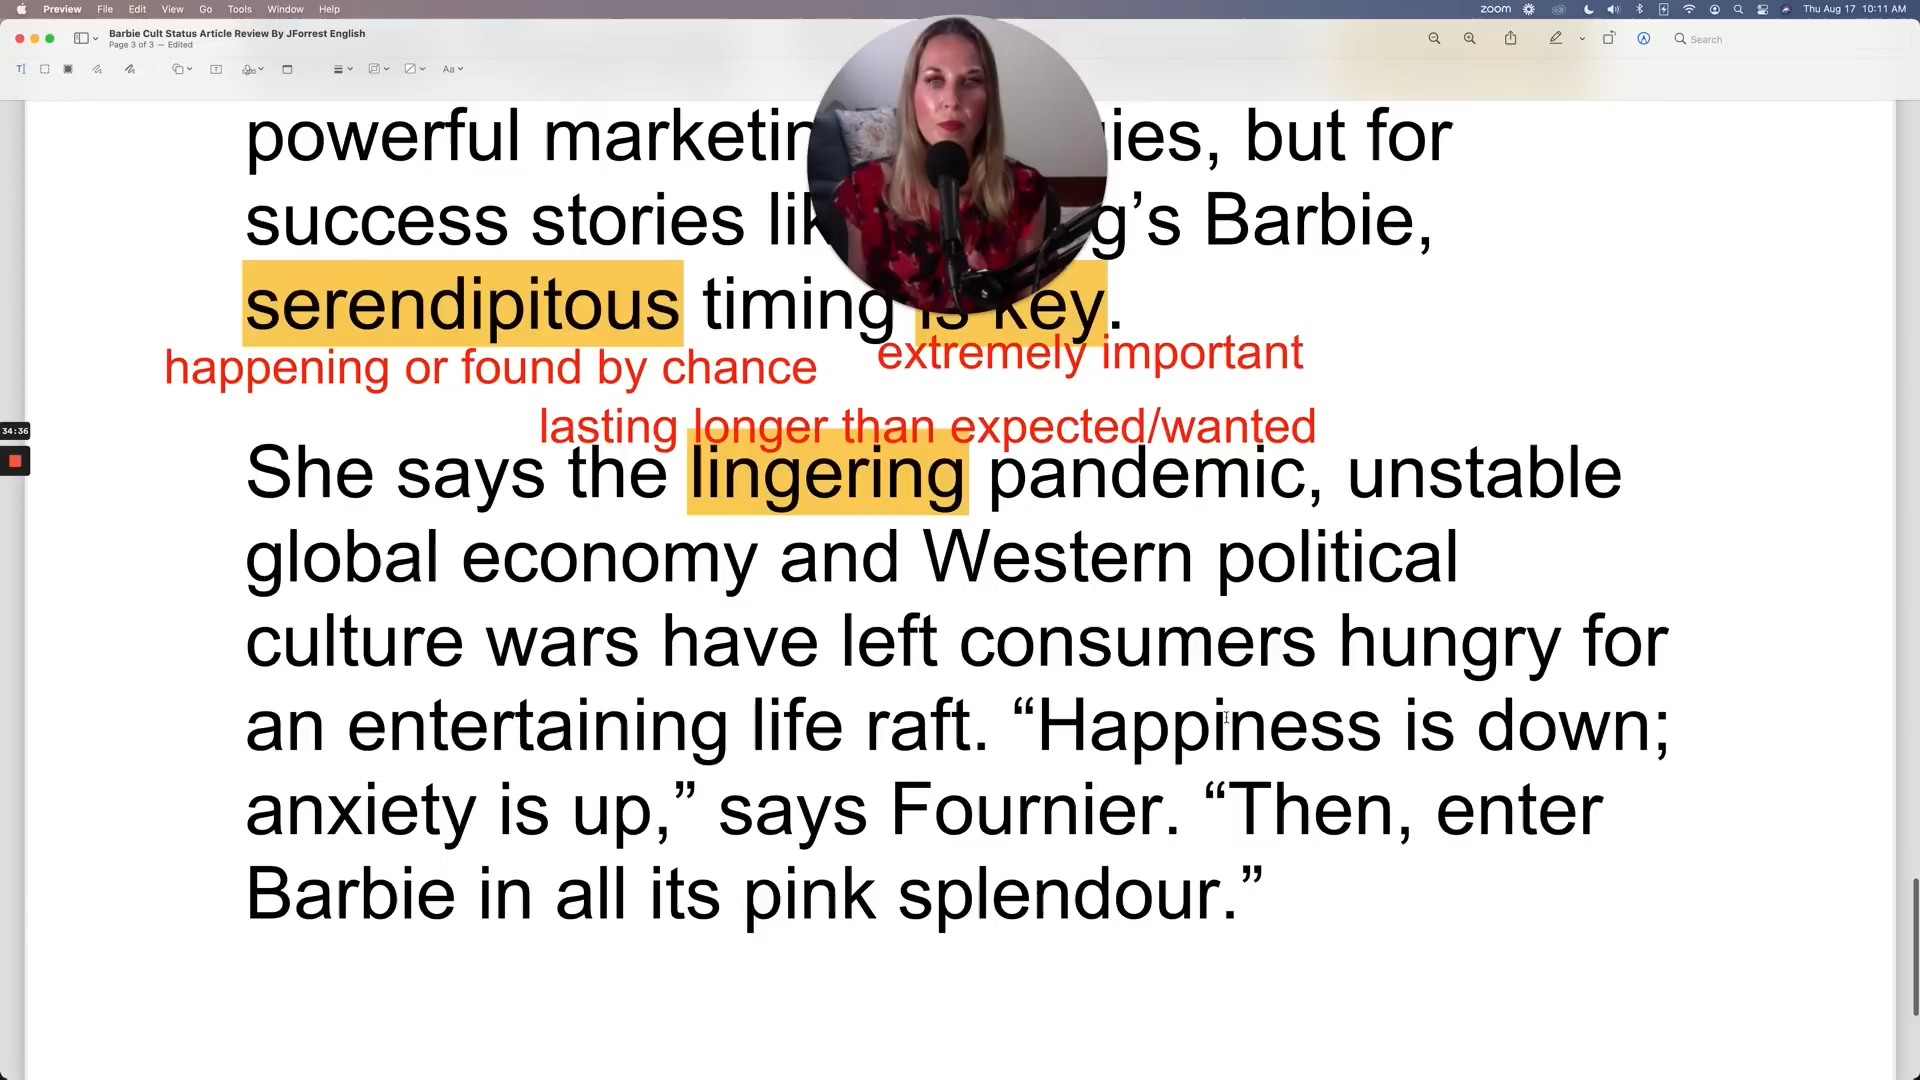 Preview File Edit View Go Tools Window Help zoom Thu Aug 17 10:11 AM
Barbie Cult Status Article Review By JForrest English
Page 3 of 3 — Edited
Search
Aa
powerful marketin ies, but for
success stories lik g’s Barbie,
serendipitous timing is key.
happening or found by chance extremely important
lasting longer than expected/wanted
34:36
She says the lingering pandemic, unstable
global economy and Western political
culture wars have left consumers hungry for
an entertaining life raft. “Happiness is down;
anxiety is up,” says Fournier. “Then, enter
Barbie in all its pink splendour.”